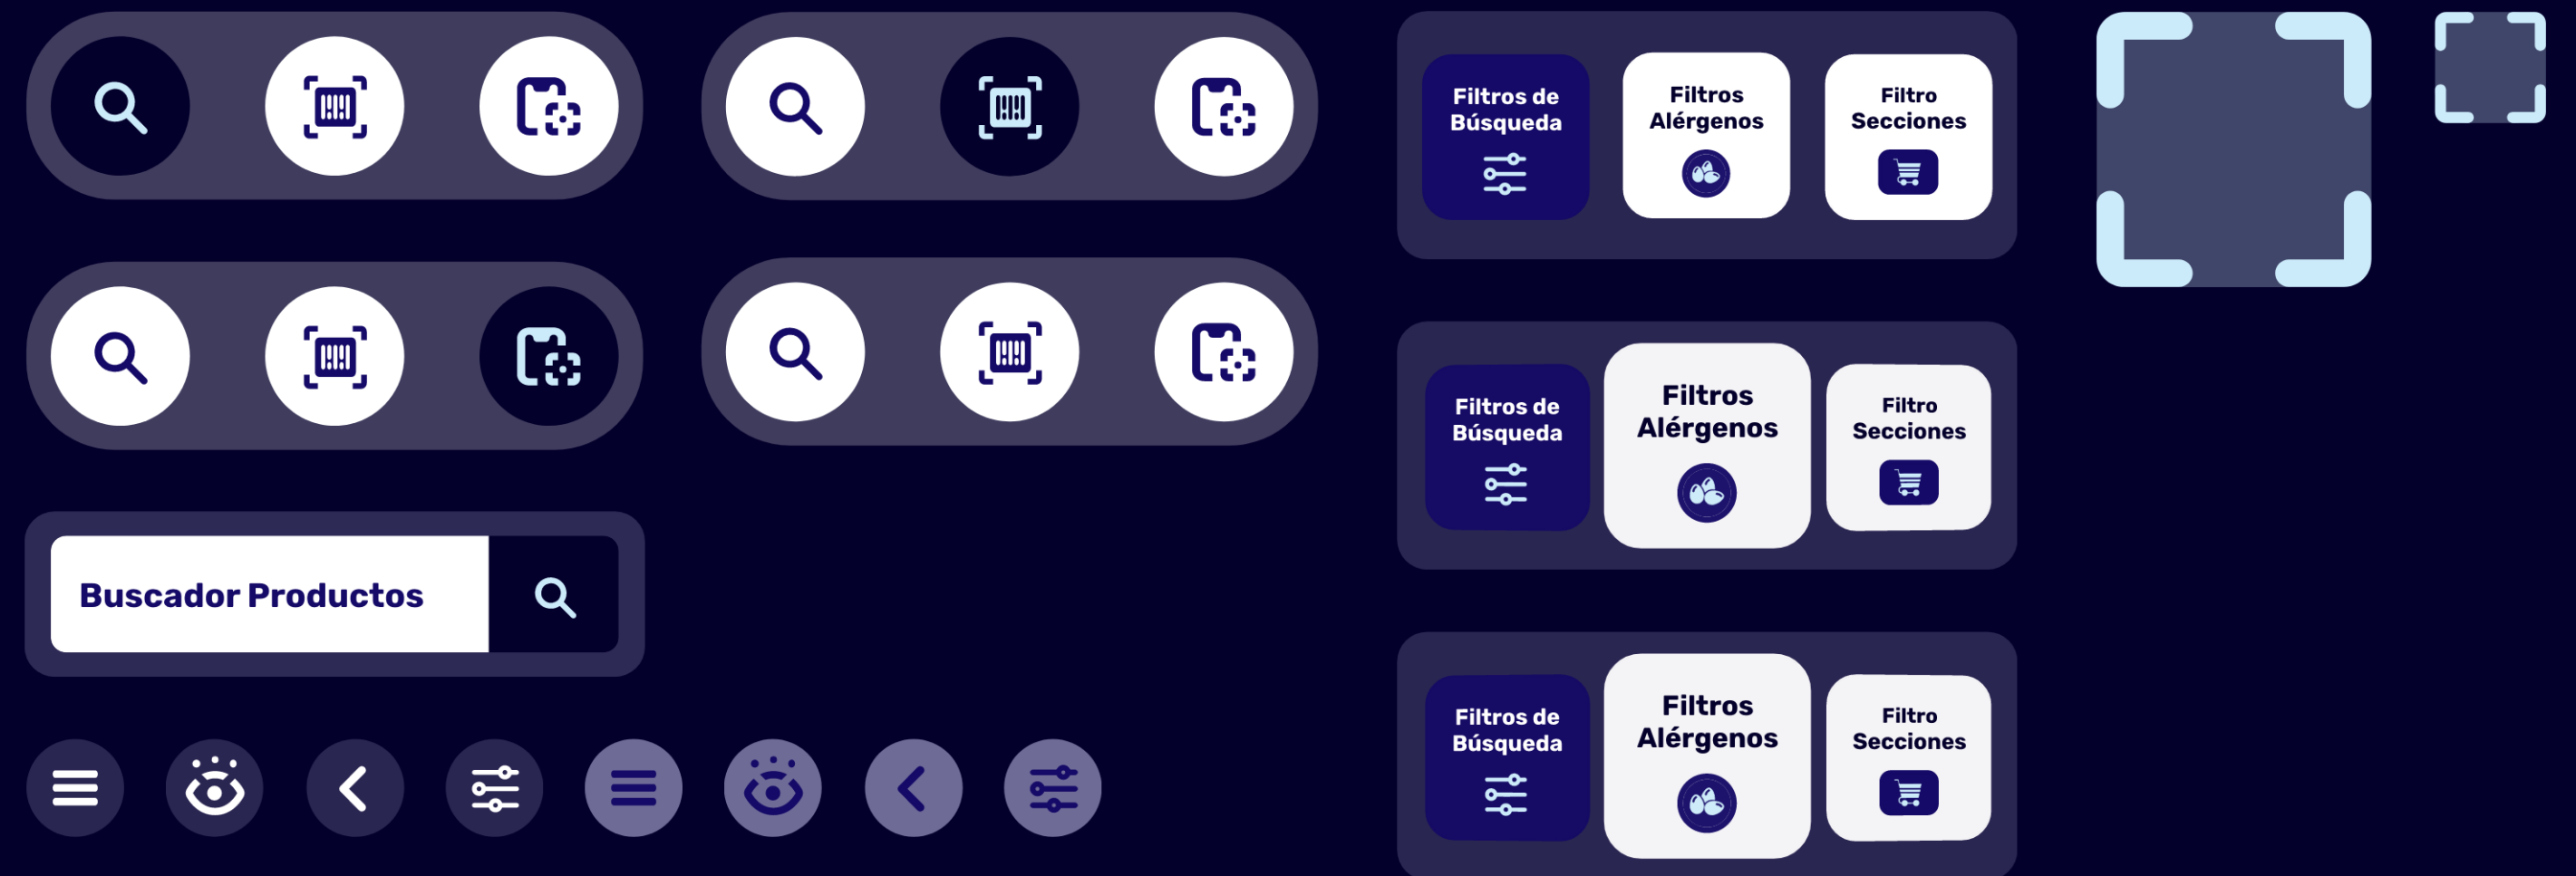 Filtros de
Búsqueda
Filtros
Alérgenos
Filtro
Secciones
Filtros de
Búsqueda
Filtros
Alérgenos
Filtro
Secciones
Buscador Productos
Filtros de
Búsqueda
Filtros
Alérgenos
Filtro
Secciones